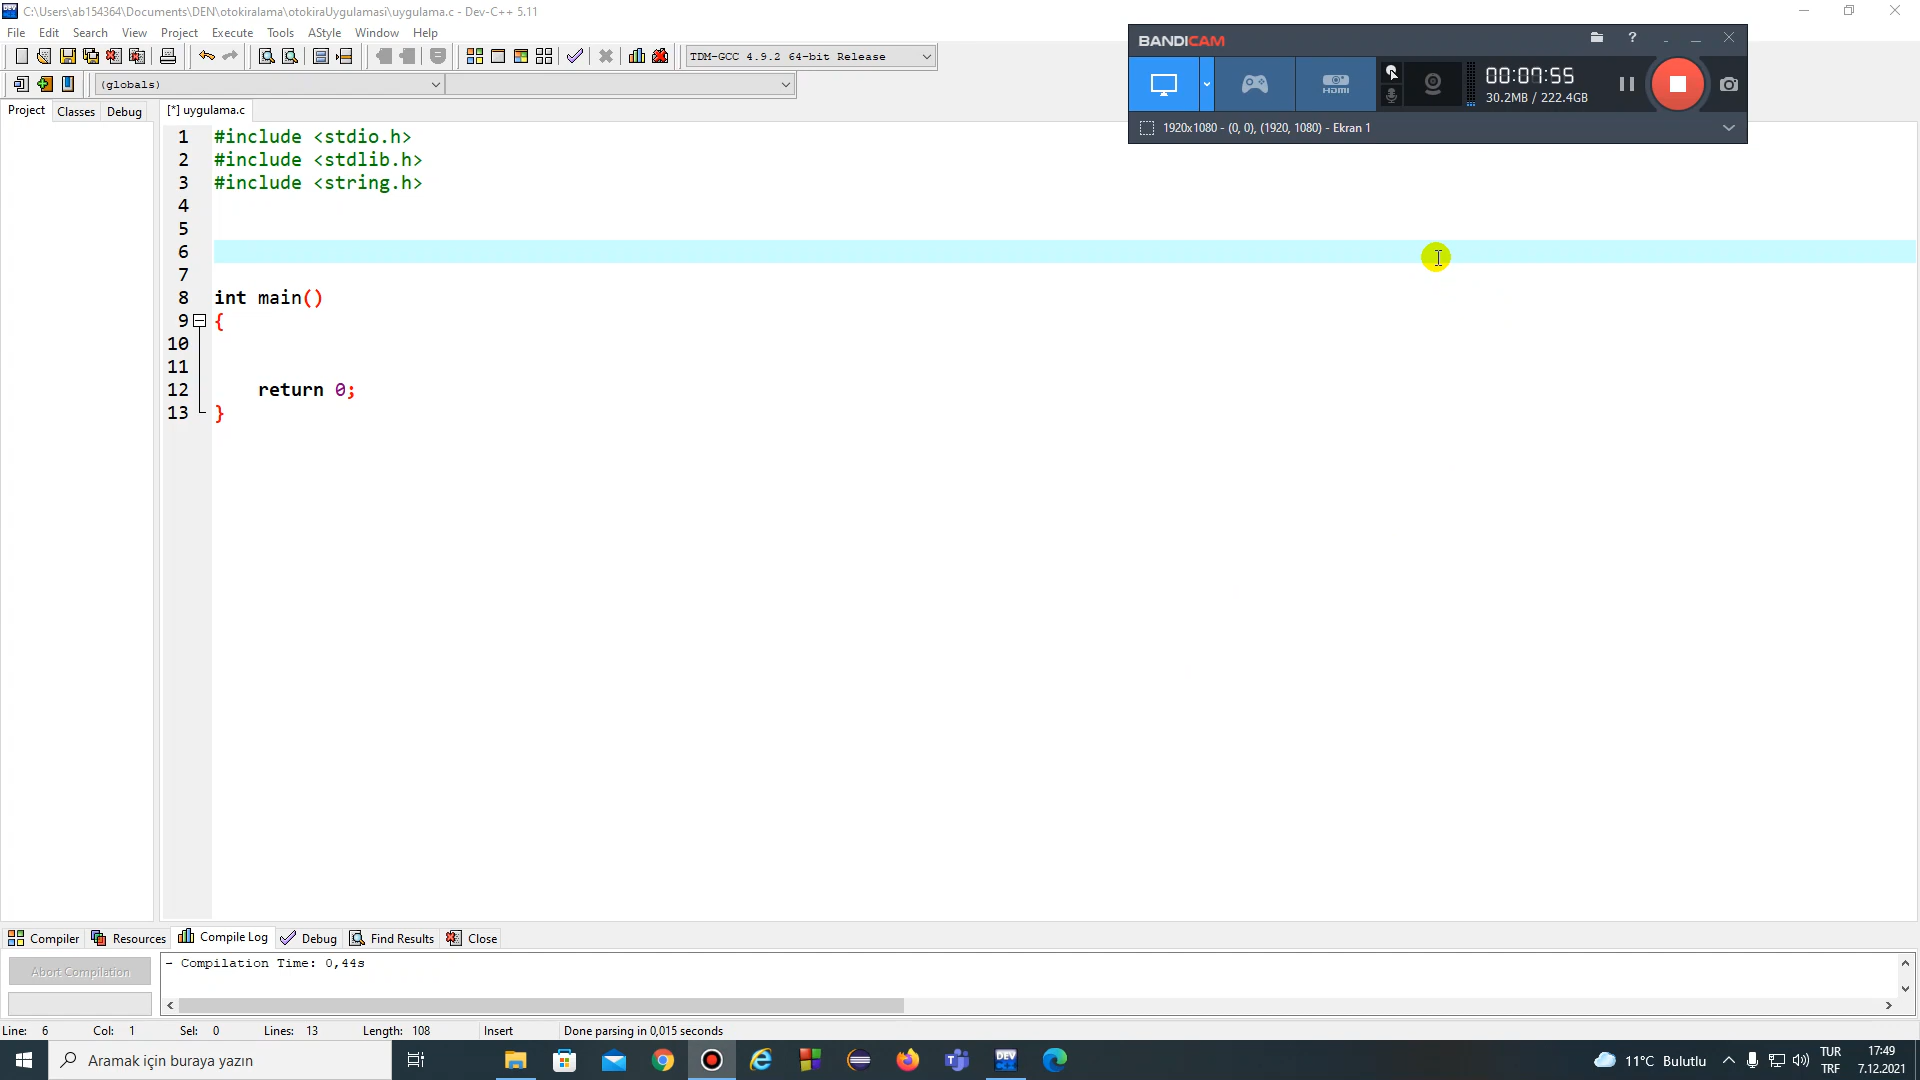 C:\Users\ab154364\Documents\DEN\otokiralama\otokiraUygulamasi\uygulama.c - Dev-C++ 5.11
File Edit Search View Project Execute Tools AStyle Window Help
TDM-GCC 4.9.2 64-bit Release
(globals)
Project Classes Debug
[*] uygulama.c
BANDICAM
HDMI
00:07:55
30.2MB / 222.4GB
1920x1080 - (0, 0), (1920, 1080) - Ekran 1
1 #include <stdio.h>
2 #include <stdlib.h>
3 #include <string.h>
4
5
6
7
8 int main()
9 {
10
11
12 return 0;
13 }
Compiler Resources Compile Log Debug Find Results Close
Abort Compilation
- Compilation Time: 0,44s
Line: 6 Col: 1 Sel: 0 Lines: 13 Length: 108 Insert Done parsing in 0,015 seconds
Aramak için buraya yazın
DEV
11°C Bulutlu
TUR
TRF
17:49
7.12.2021